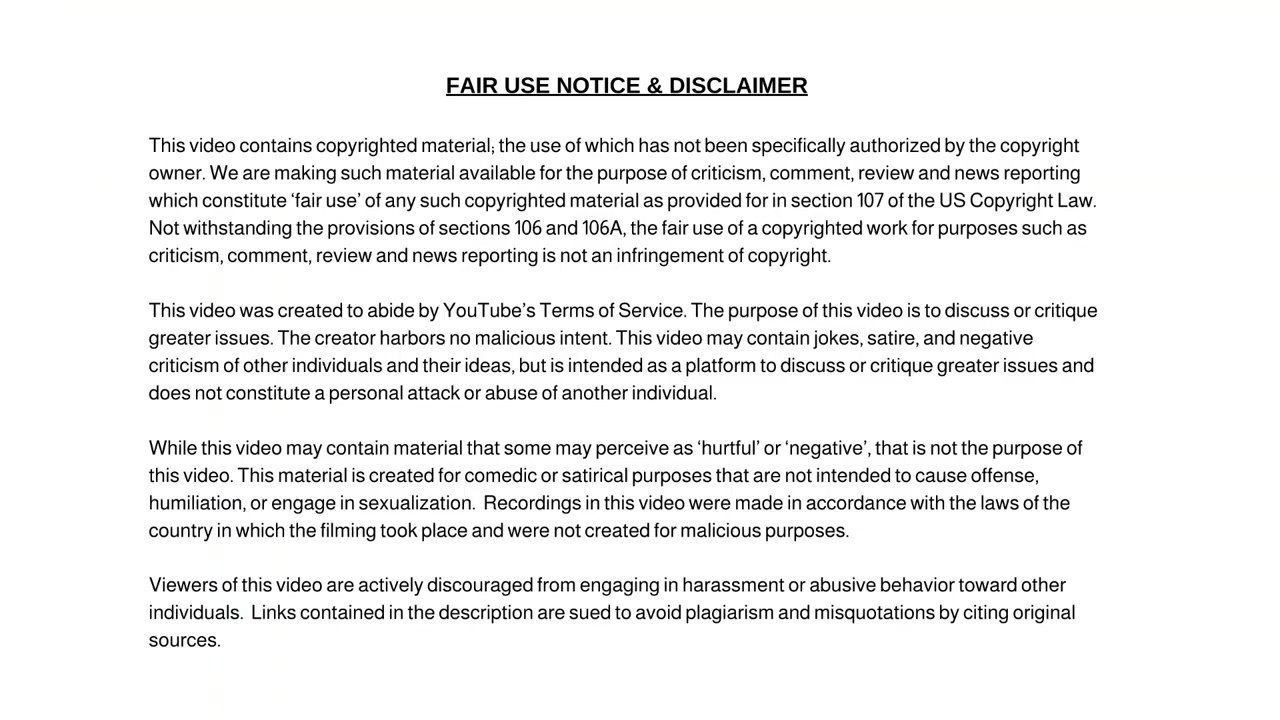 FAIR USE NOTICE & DISCLAIMER
This video contains copyrighted material; the use of which has not been specifically authorized by the copyright
owner. We are making such material available for the purpose of criticism, comment, review and news reporting
which constitute ‘fair use’ of any such copyrighted material as provided for in section 107 of the US Copyright Law.
Not withstanding the provisions of sections 106 and 106A, the fair use of a copyrighted work for purposes such as
criticism, comment, review and news reporting is not an infringement of copyright.
This video was created to abide by YouTube’s Terms of Service. The purpose of this video is to discuss or critique
greater issues. The creator harbors no malicious intent. This video may contain jokes, satire, and negative
criticism of other individuals and their ideas, but is intended as a platform to discuss or critique greater issues and
does not constitute a personal attack or abuse of another individual.
While this video may contain material that some may perceive as ‘hurtful’ or ‘negative’, that is not the purpose of
this video. This material is created for comedic or satirical purposes that are not intended to cause offense,
humiliation, or engage in sexualization.  Recordings in this video were made in accordance with the laws of the
country in which the filming took place and were not created for malicious purposes.
Viewers of this video are actively discouraged from engaging in harassment or abusive behavior toward other
individuals.  Links contained in the description are sued to avoid plagiarism and misquotations by citing original
sources.